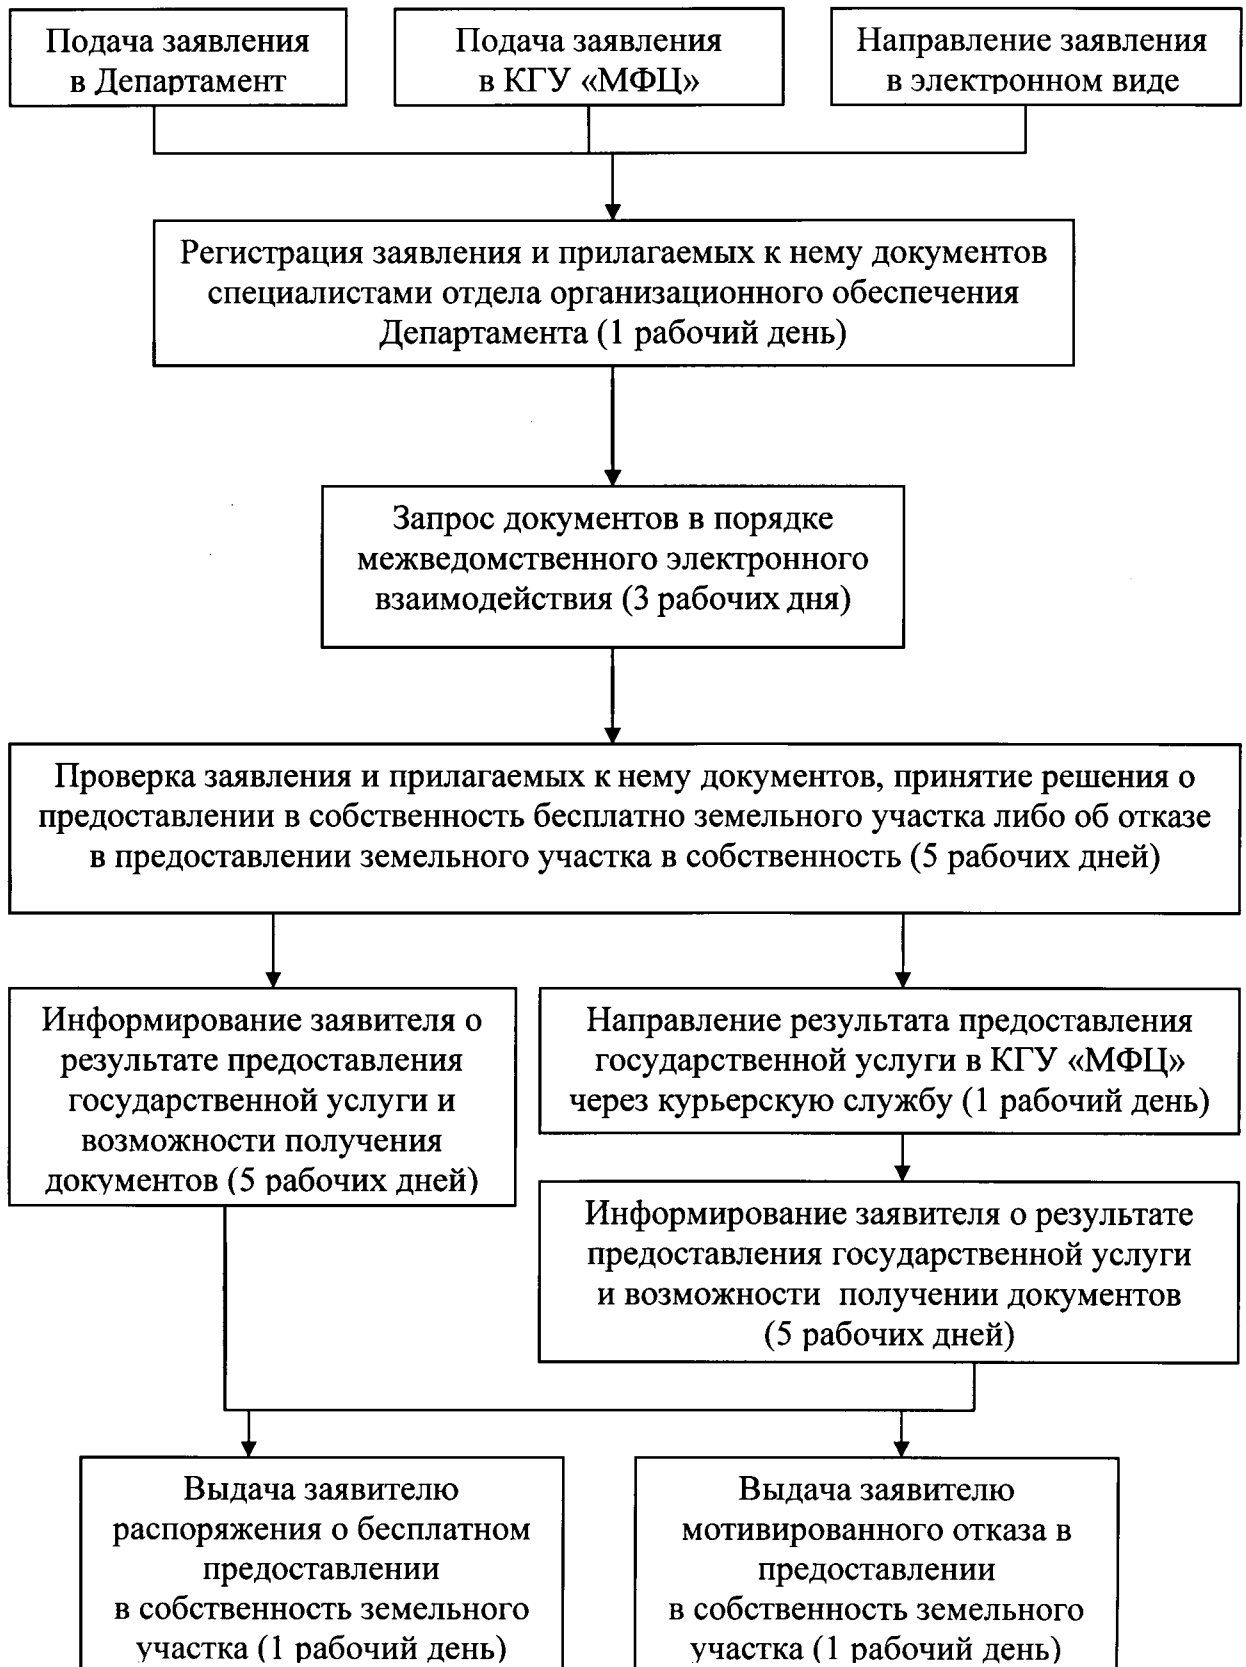 Подача заявления
в Департамент
Подача заявления
в КГУ «МФЦ»
Направление заявления
в электронном виде
Регистрация заявления и прилагаемых к нему документов
специалистами отдела организационного обеспечения
Департамента (1 рабочий день)
Запрос документов в порядке
межведомственного электронного
взаимодействия (3 рабочих дня)
Проверка заявления и прилагаемых к нему документов, принятие решения о
предоставлении в собственность бесплатно земельного участка либо об отказе
в предоставлении земельного участка в собственность (5 рабочих дней)
Информирование заявителя о
результате предоставления
государственной услуги и
возможности получения
документов (5 рабочих дней)
Направление результата предоставления
государственной услуги в КГУ «МФЦ»
через курьерскую службу (1 рабочий день)
Информирование заявителя о результате
предоставления государственной услуги
и возможности получении документов
(5 рабочих дней)
Выдача заявителю
распоряжения о бесплатном
предоставлении
в собственность земельного
участка (1 рабочий день)
Выдача заявителю
мотивированного отказа в
предоставлении
в собственность земельного
участка (1 рабочий день)